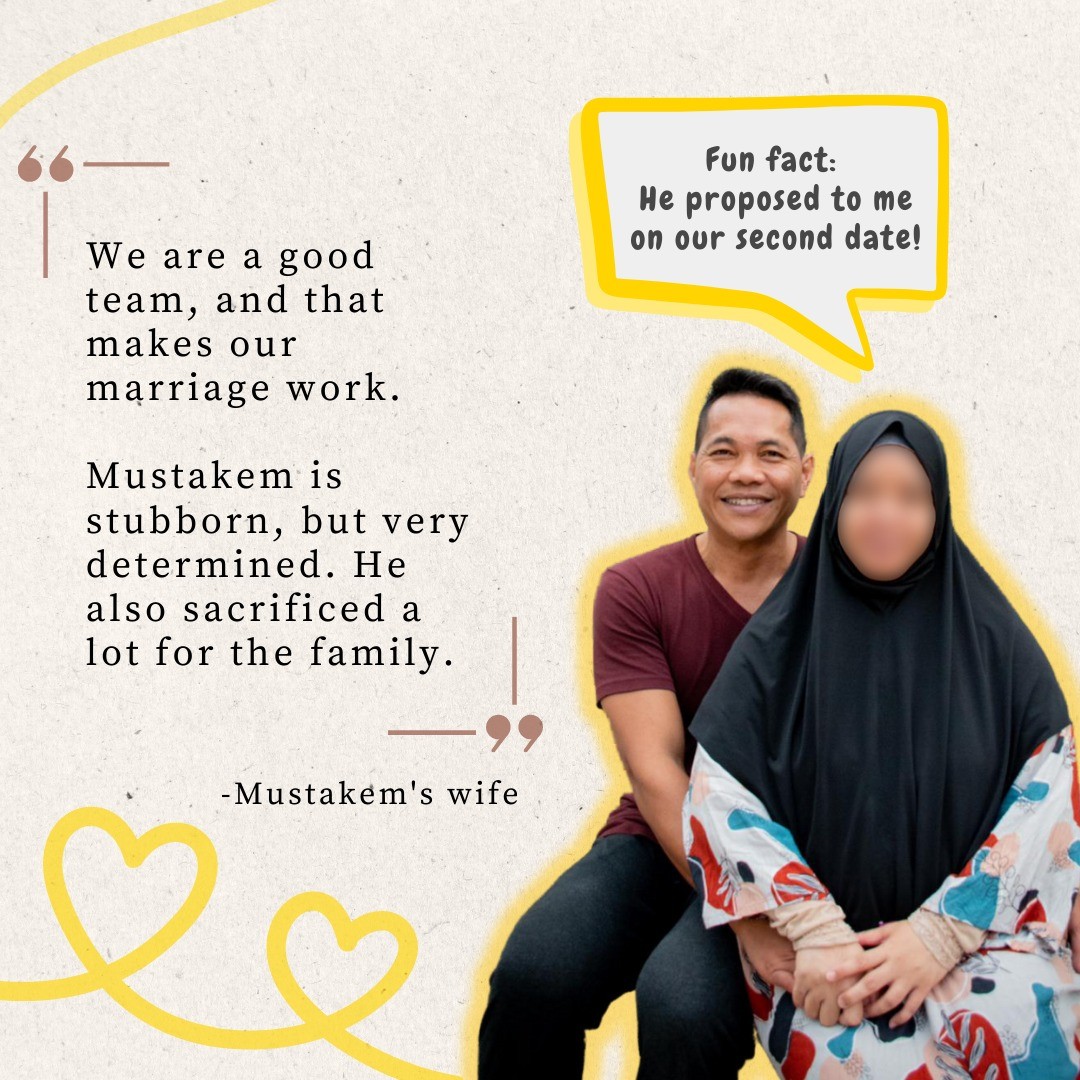 Fun fact:
He proposed to me
on our second date!
“
We are a good
team, and that
makes our
marriage work.
Mustakem is
stubborn, but very
determined. He
also sacrificed a
lot for the family.
”
-Mustakem's wife